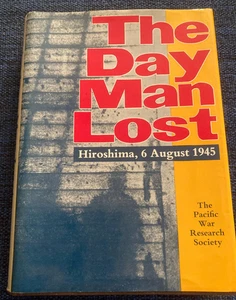 The
Day
Man
Lost
Hiroshima, 6 August 1945
The
Pacific
War
Research
Society